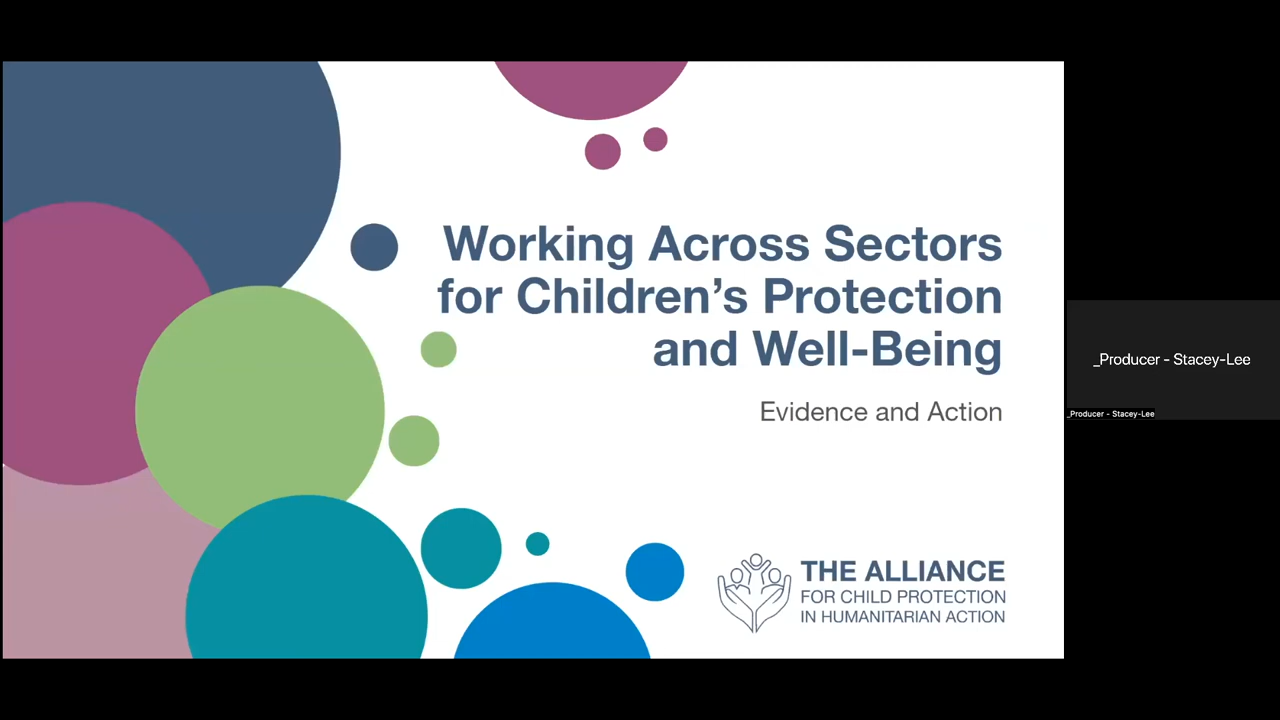 Working Across Sectors
for Children’s Protection
and Well-Being
Evidence and Action
THE ALLIANCE
FOR CHILD PROTECTION
IN HUMANITARIAN ACTION
_Producer - Stacey-Lee
_Producer - Stacey-Lee